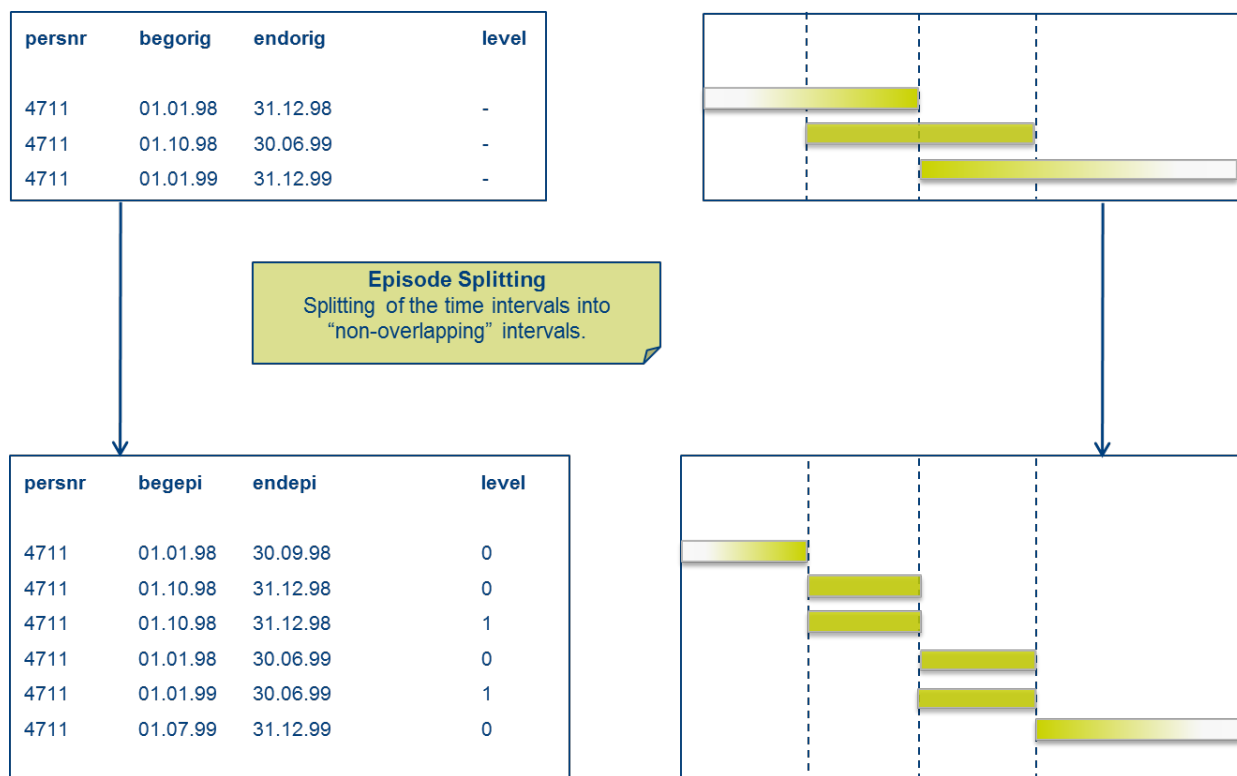 persnr begorig endorig level
4711 01.01.98 31.12.98 -
4711 01.10.98 30.06.99 -
4711 01.01.99 31.12.99 -
Episode Splitting
Splitting of the time intervals into
“non-overlapping” intervals.
persnr begepi endepi level
4711 01.01.98 30.09.98 0
4711 01.10.98 31.12.98 0
4711 01.10.98 31.12.98 1
4711 01.01.98 30.06.99 0
4711 01.01.99 30.06.99 1
4711 01.07.99 31.12.99 0